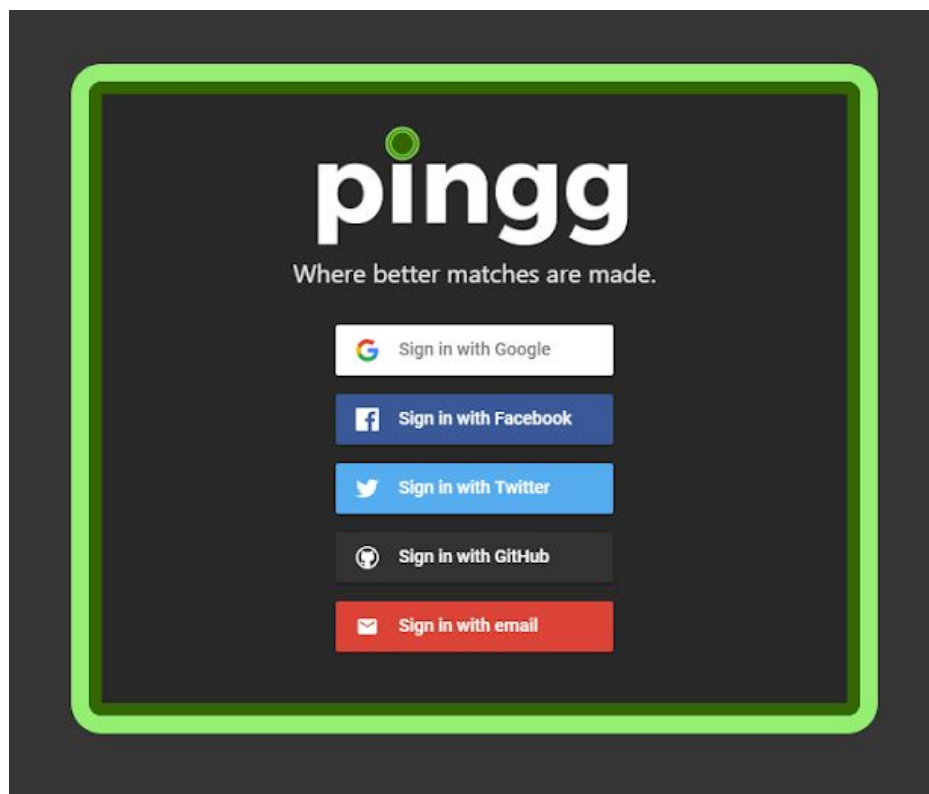 pingg
Where better matches are made.
Sign in with Google
Sign in with Facebook
Sign in with Twitter
Sign in with GitHub
Sign in with email